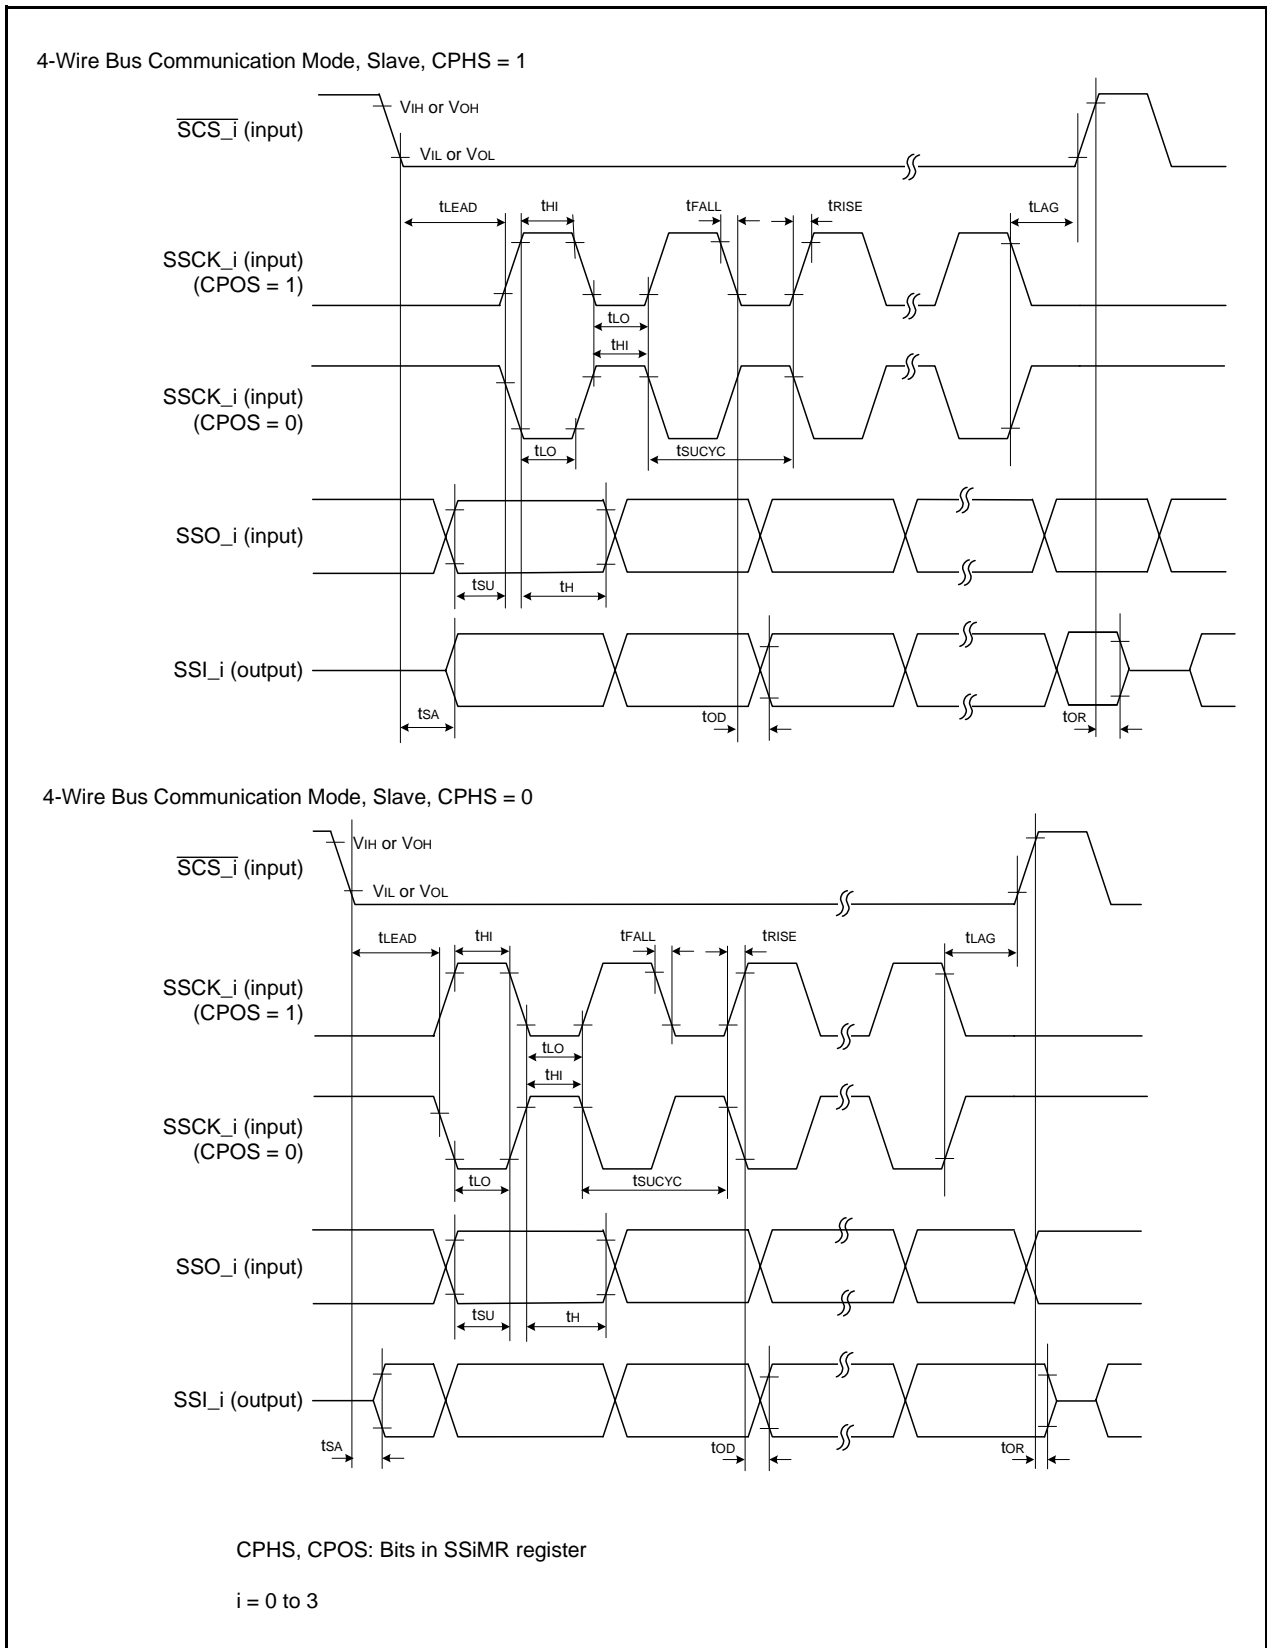 4-Wire Bus Communication Mode, Slave, CPHS = 1
VIH or VOH
SCS_i (input)
VIL or VOL
tLEAD
tHI
tFALL
tRISE
tLAG
SSCK_i (input)
(CPOS = 1)
tLO
tHI
SSCK_i (input)
(CPOS = 0)
tLO
tSUCYC
SSO_i (input)
tSU
tH
SSI_i (output)
tSA
tOD
tOR
4-Wire Bus Communication Mode, Slave, CPHS = 0
VIH or VOH
SCS_i (input)
VIL or VOL
tLEAD
tHI
tFALL
tRISE
tLAG
SSCK_i (input)
(CPOS = 1)
tLO
tHI
SSCK_i (input)
(CPOS = 0)
tLO
tSUCYC
SSO_i (input)
tSU
tH
SSI_i (output)
tSA
tOD
tOR
CPHS, CPOS: Bits in SSiMR register
i = 0 to 3